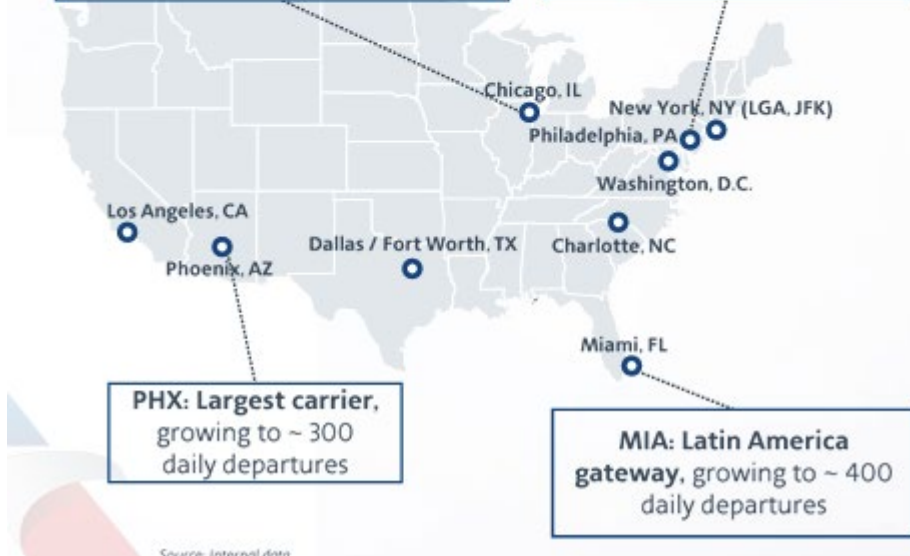 Chicago, IL
New York, NY (LGA, JFK)
Philadelphia, PA
Washington, D.C.
Los Angeles, CA
Dallas / Fort Worth, TX
Charlotte, NC
Phoenix, AZ
Miami, FL
PHX: Largest carrier,
growing to ~ 300
daily departures
MIA: Latin America
gateway, growing to ~ 400
daily departures
Source: Internal data